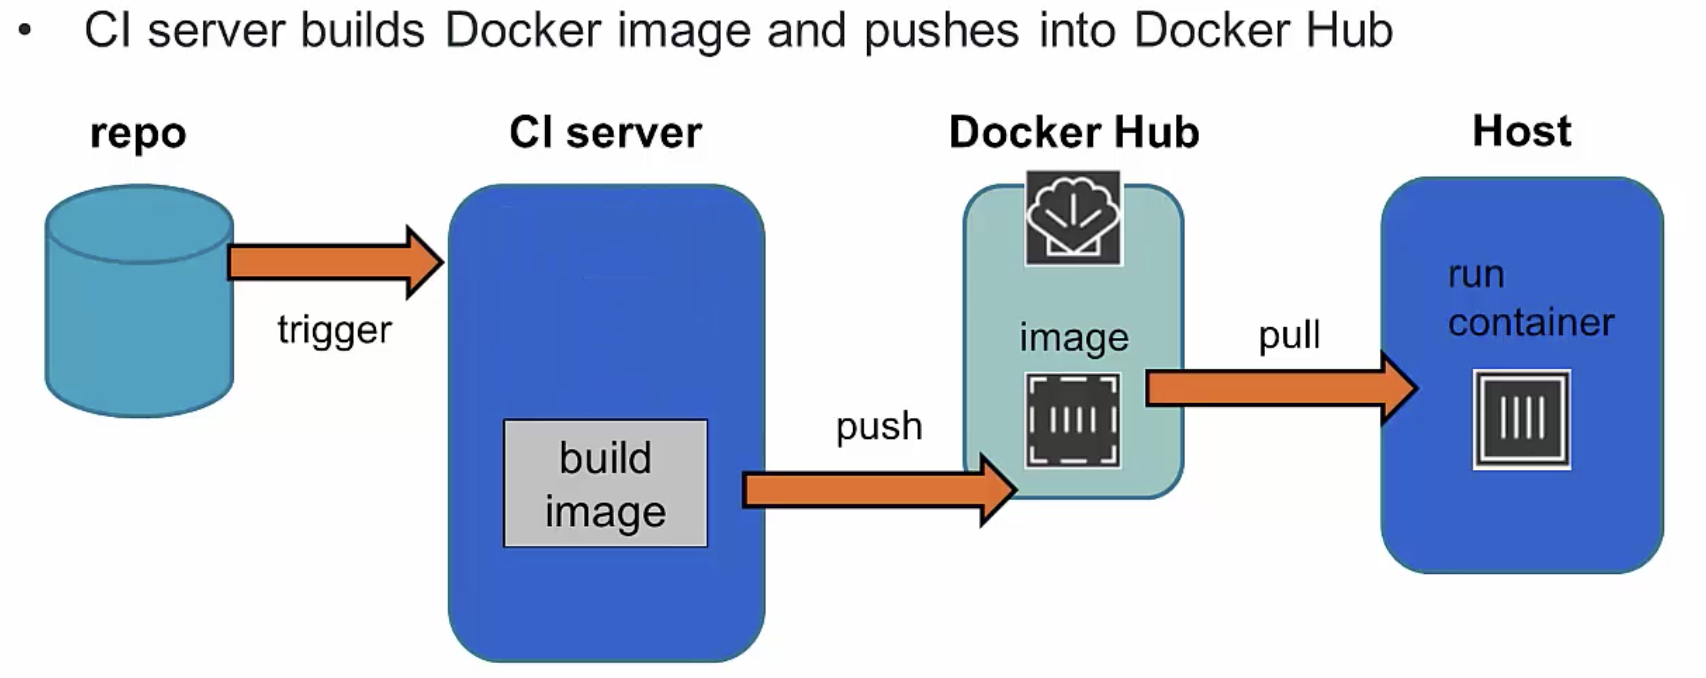 • CI server builds Docker image and pushes into Docker Hub
repo
CI server
Docker Hub
Host
trigger
build
image
push
image
pull
run
container